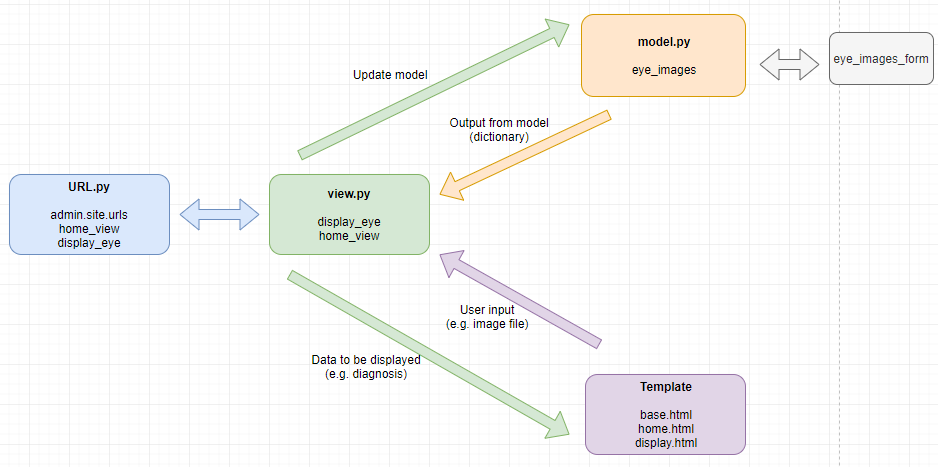 model.py
eye_images
eye_images_form
Update model
Output from model
(dictionary)
URL.py
admin.site.urls
home_view
display_eye
view.py
display_eye
home_view
User input
(e.g. image file)
Data to be displayed
(e.g. diagnosis)
Template
base.html
home.html
display.html